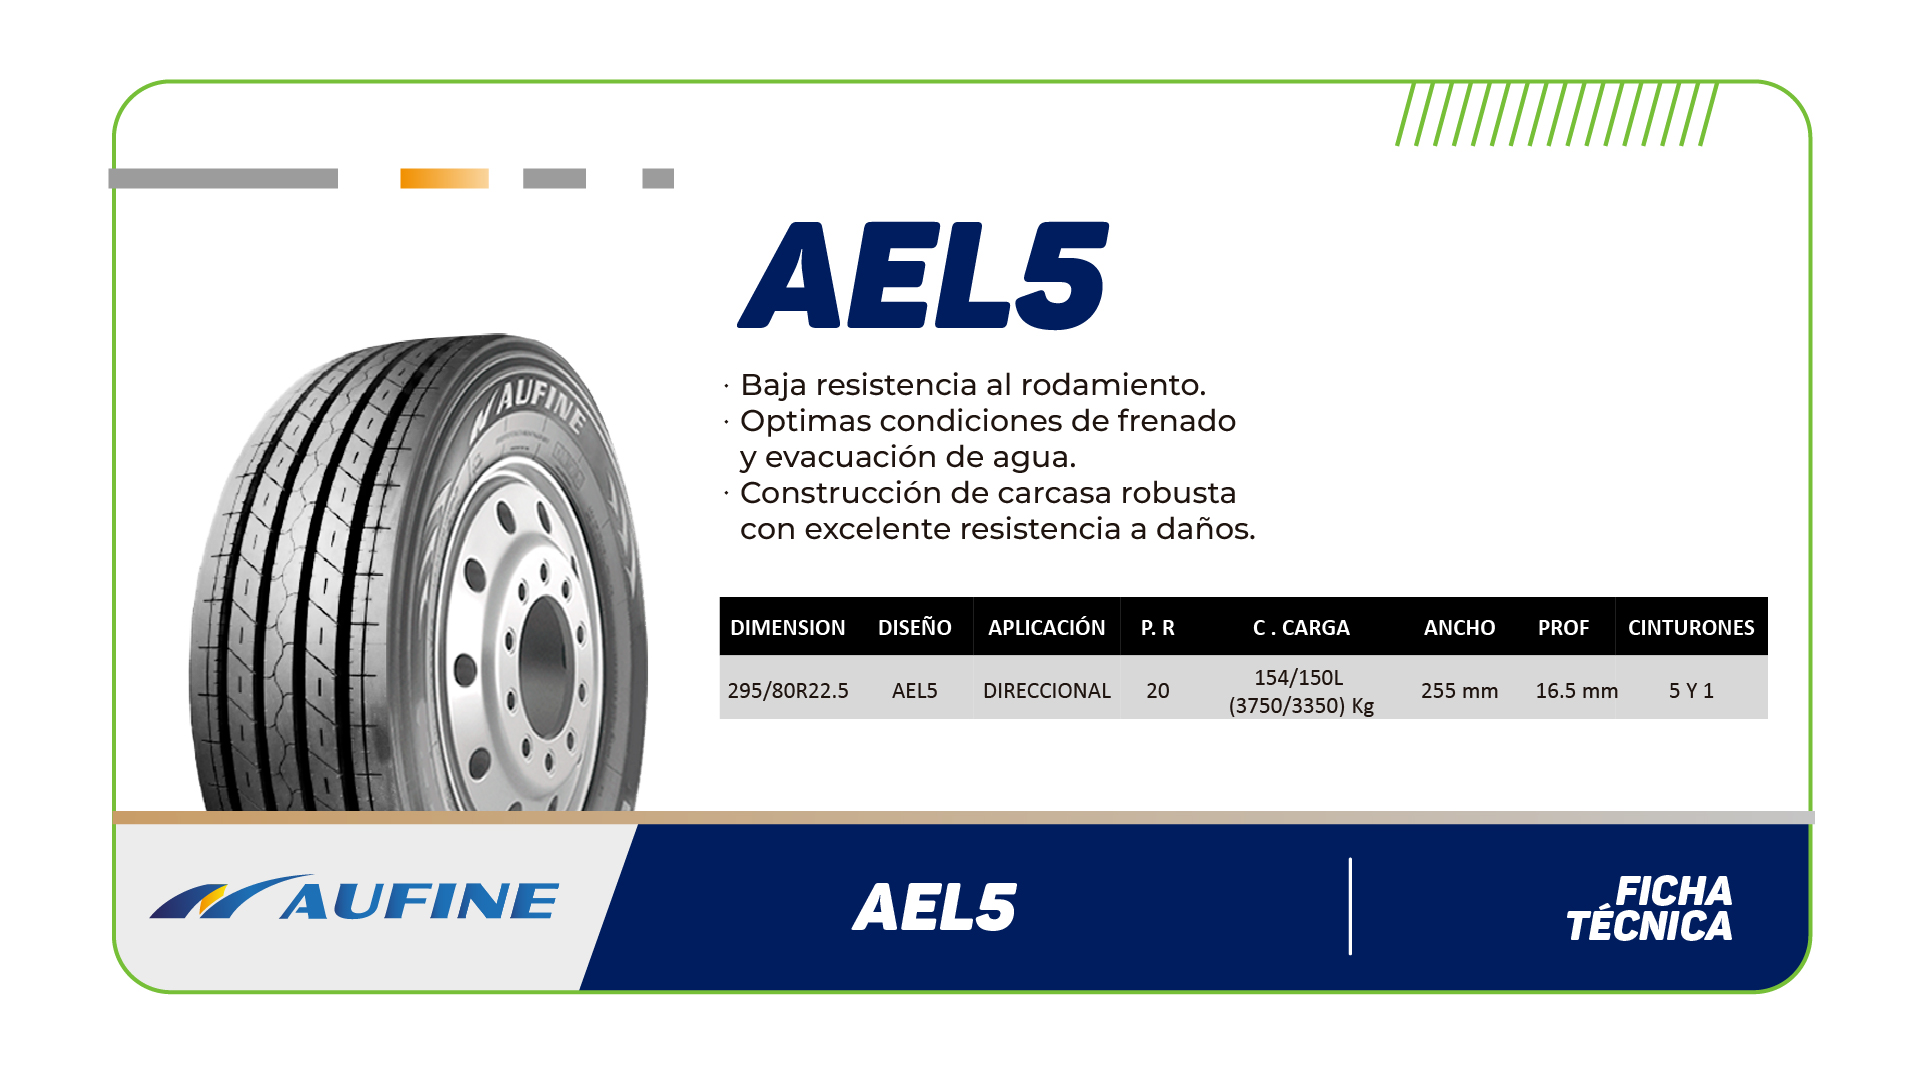 AEL5
· Baja resistencia al rodamiento.
· Optimas condiciones de frenado
y evacuación de agua.
· Construcción de carcasa robusta
con excelente resistencia a daños.
AUFINE
DIMENSION DISEÑO APLICACIÓN P. R C . CARGA ANCHO PROF CINTURONES
295/80R22.5 AEL5 DIRECCIONAL 20 154/150L (3750/3350) Kg 255 mm 16.5 mm 5 Y 1
AUFINE
AEL5
FICHA
TÉCNICA